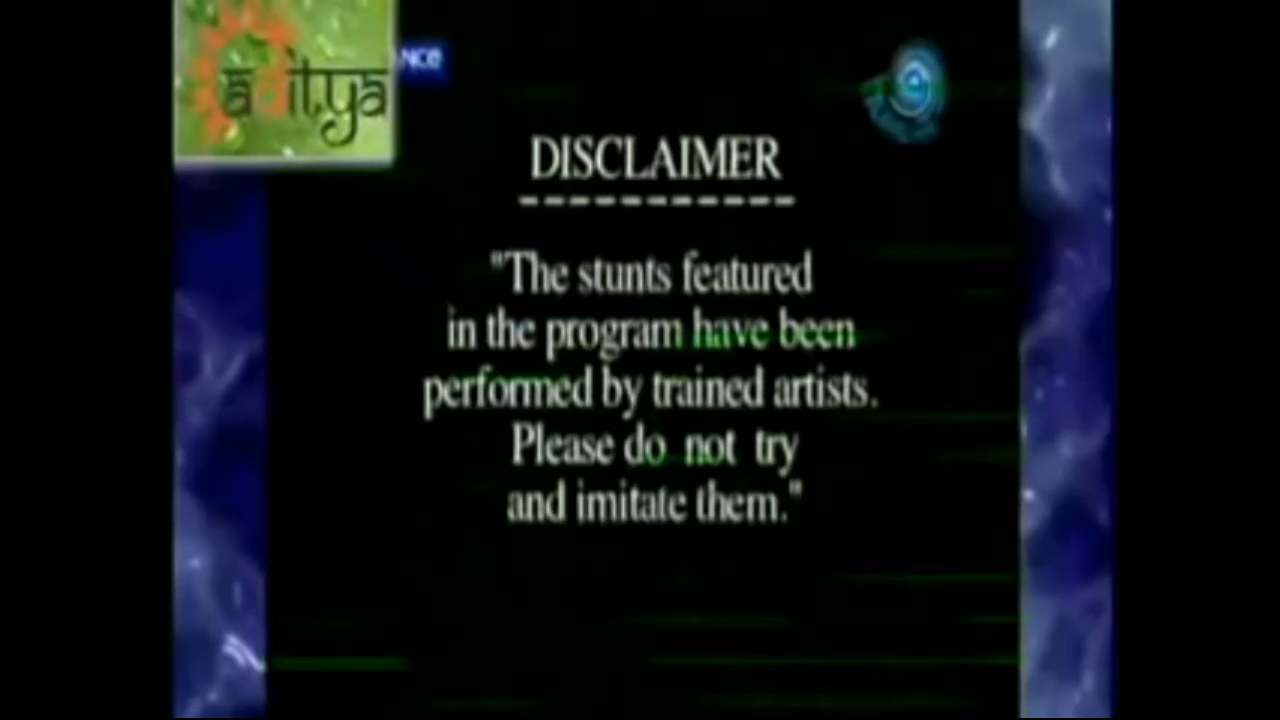 aditya
NCE
DISCLAIMER
-----------
"The stunts featured
in the program have been
performed by trained artists.
Please do not try
and imitate them."